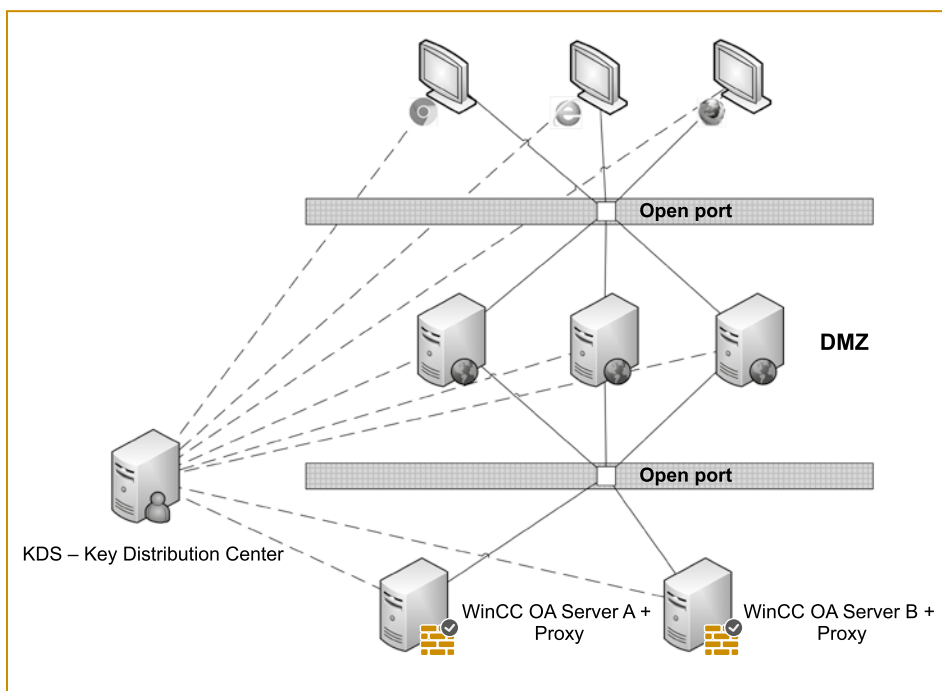 Open port
DMZ
Open port
KDS – Key Distribution Center
WinCC OA Server A +
Proxy
WinCC OA Server B +
Proxy